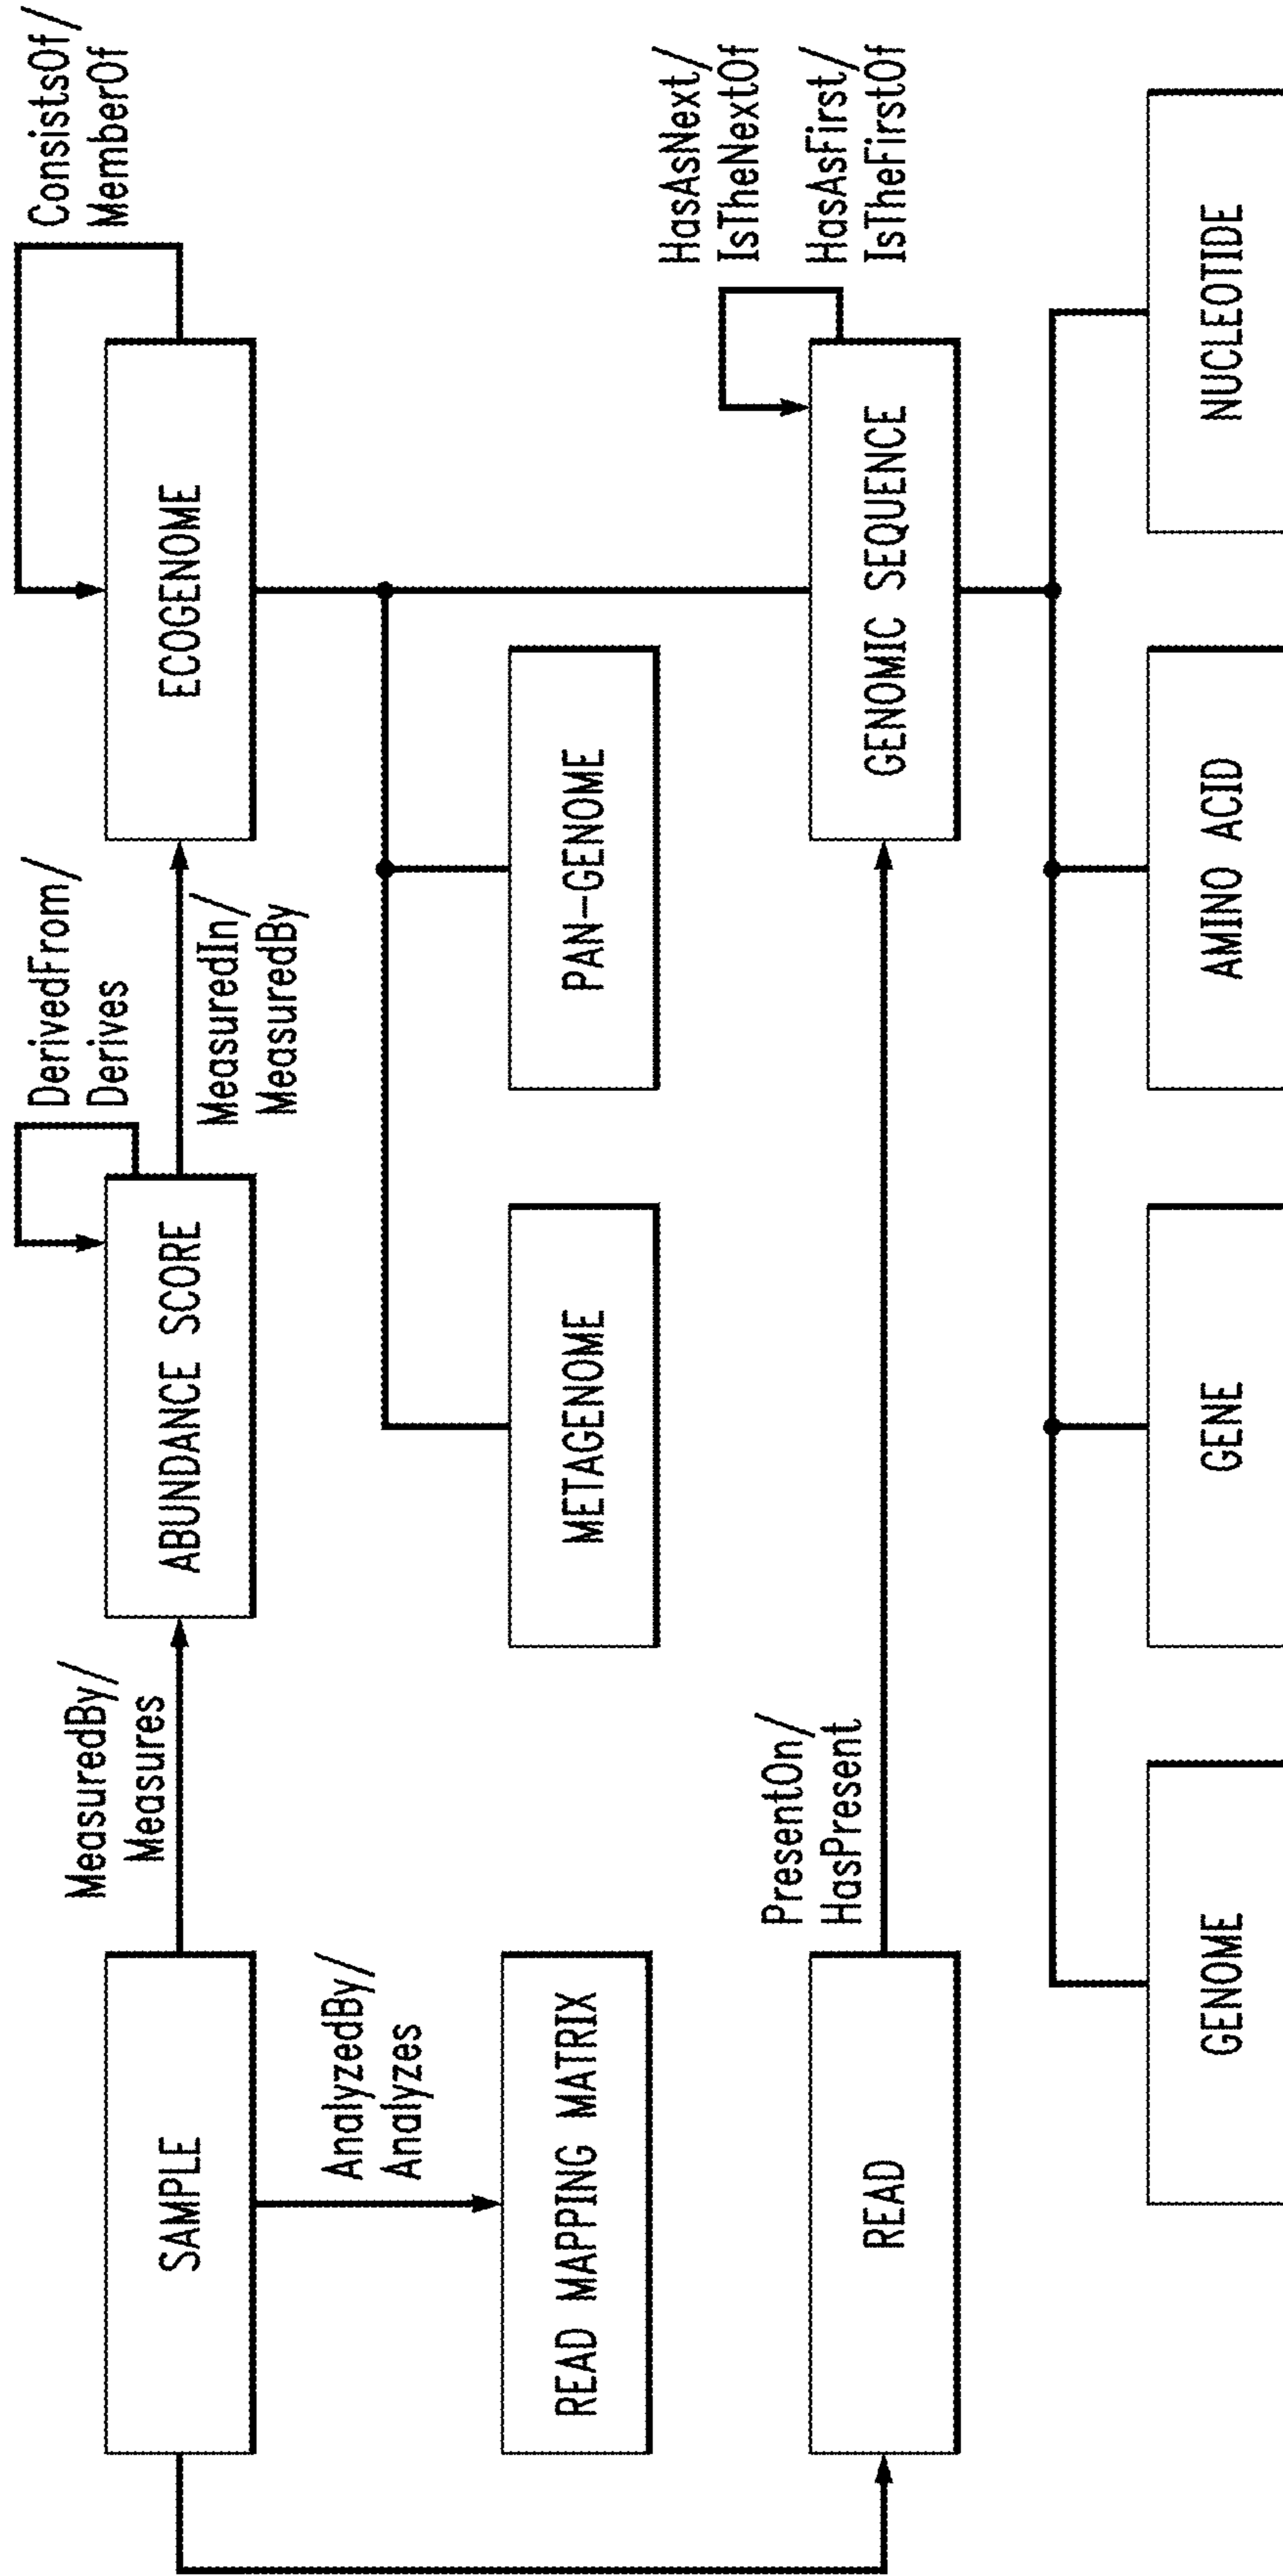 SAMPLE
MeasuredBy/
Measures
ABUNDANCE SCORE
DerivedFrom/
Derives
MeasuredIn/
MeasuredBy
ECOGENOME
ConsistsOf/
MemberOf
AnalyzedBy/
Analyzes
READ MAPPING MATRIX
METAGENOME
PAN-GENOME
READ
PresentOn/
HasPresent
GENOMIC SEQUENCE
HasAsNext/
IsTheNextOf
HasAsFirst/
IsTheFirstOf
GENOME
GENE
AMINO ACID
NUCLEOTIDE